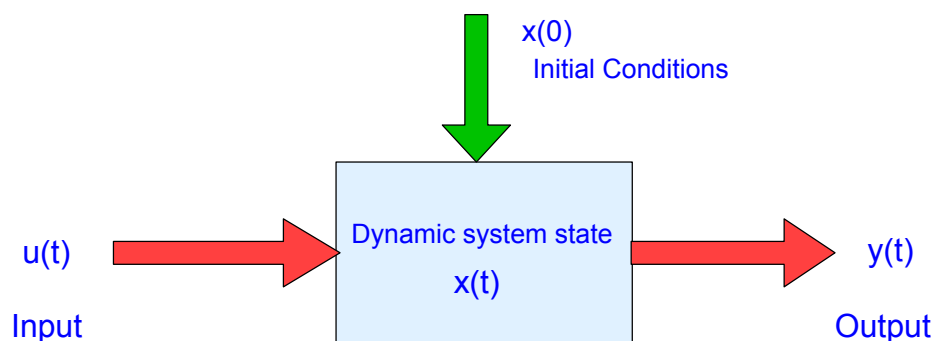 x(0)
Initial Conditions
Dynamic system state
x(t)
u(t)
Input
y(t)
Output